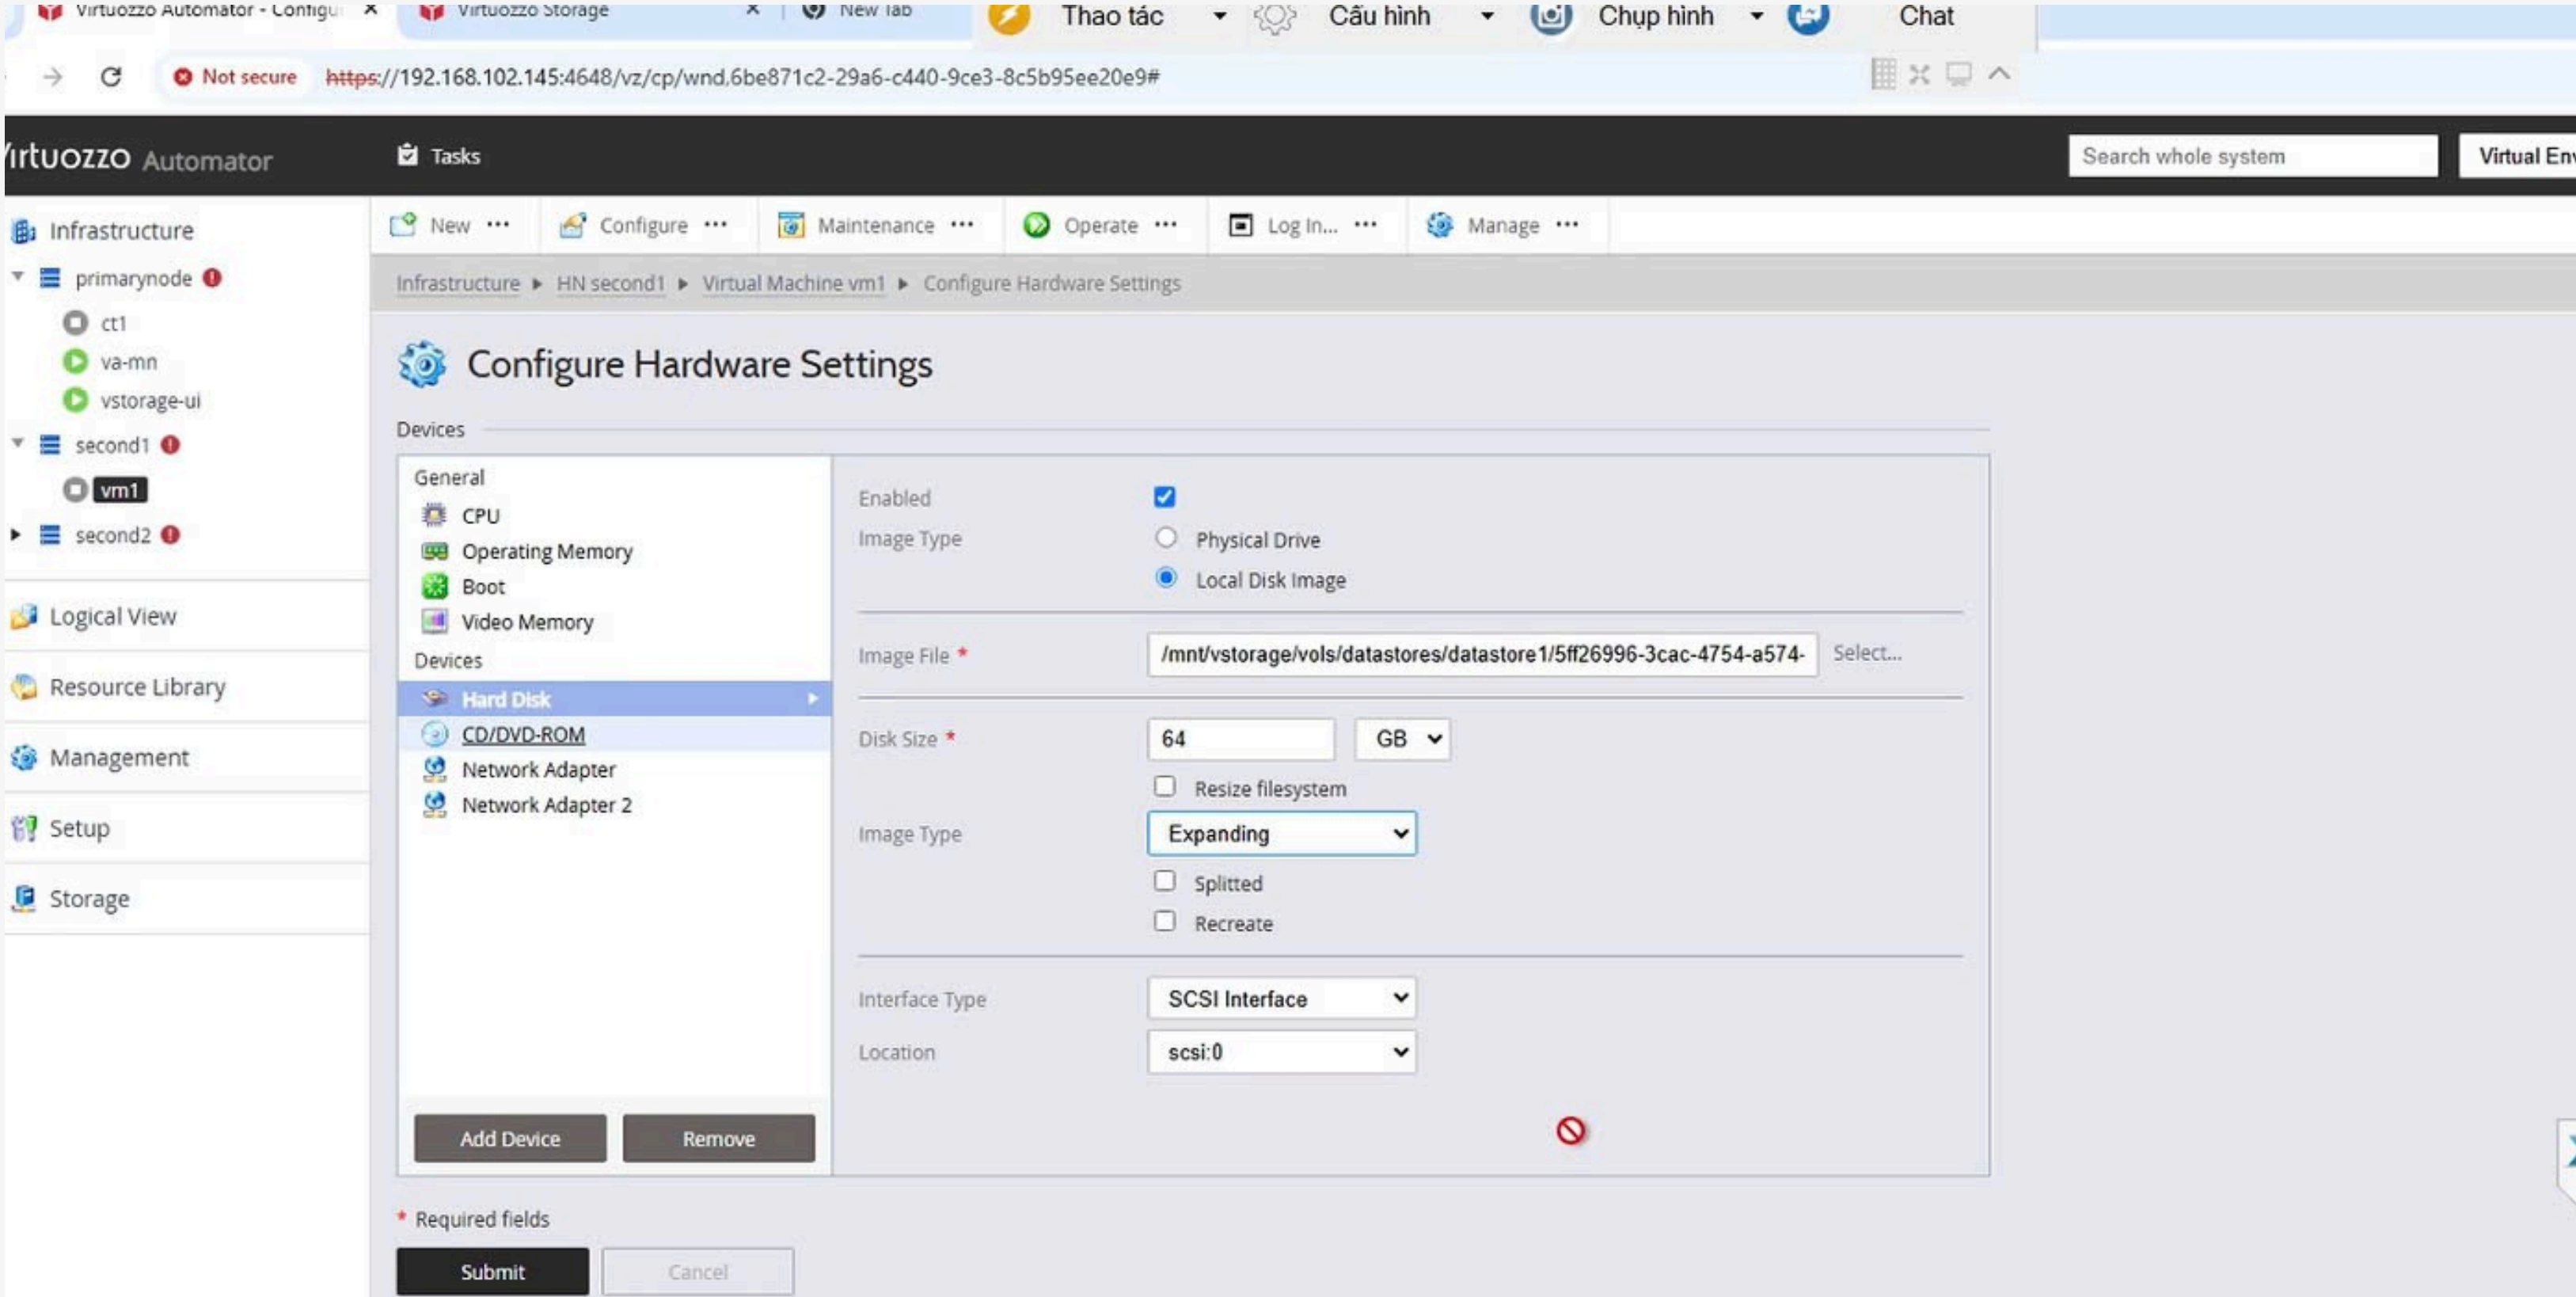 Virtuozzo Automator - Configu
Virtuozzo Storage
New Tab
Thao tác
Cấu hình
Chụp hình
Chat
Not secure
https://192.168.102.145:4648/vz/cp/wnd,6be871c2-29a6-c440-9ce3-8c5b95ee20e9#
Virtuozzo Automator
Tasks
Search whole system
Virtual Env
Infrastructure
primarynode
ct1
va-mn
vstorage-ui
second1
vm1
second2
Logical View
Resource Library
Management
Setup
Storage
New ···
Configure ···
Maintenance ···
Operate ···
Log In... ···
Manage ···
Infrastructure ▸ HN second1 ▸ Virtual Machine vm1 ▸ Configure Hardware Settings
Configure Hardware Settings
Devices
General
CPU
Operating Memory
Boot
Video Memory
Devices
Hard Disk
CD/DVD-ROM
Network Adapter
Network Adapter 2
Add Device
Remove
Enabled
Image Type
Physical Drive
Local Disk Image
Image File *
/mnt/vstorage/vols/datastores/datastore1/5ff26996-3cac-4754-a574-
Select...
Disk Size *
64
GB
Resize filesystem
Image Type
Expanding
Splitted
Recreate
Interface Type
SCSI Interface
Location
scsi:0
* Required fields
Submit
Cancel